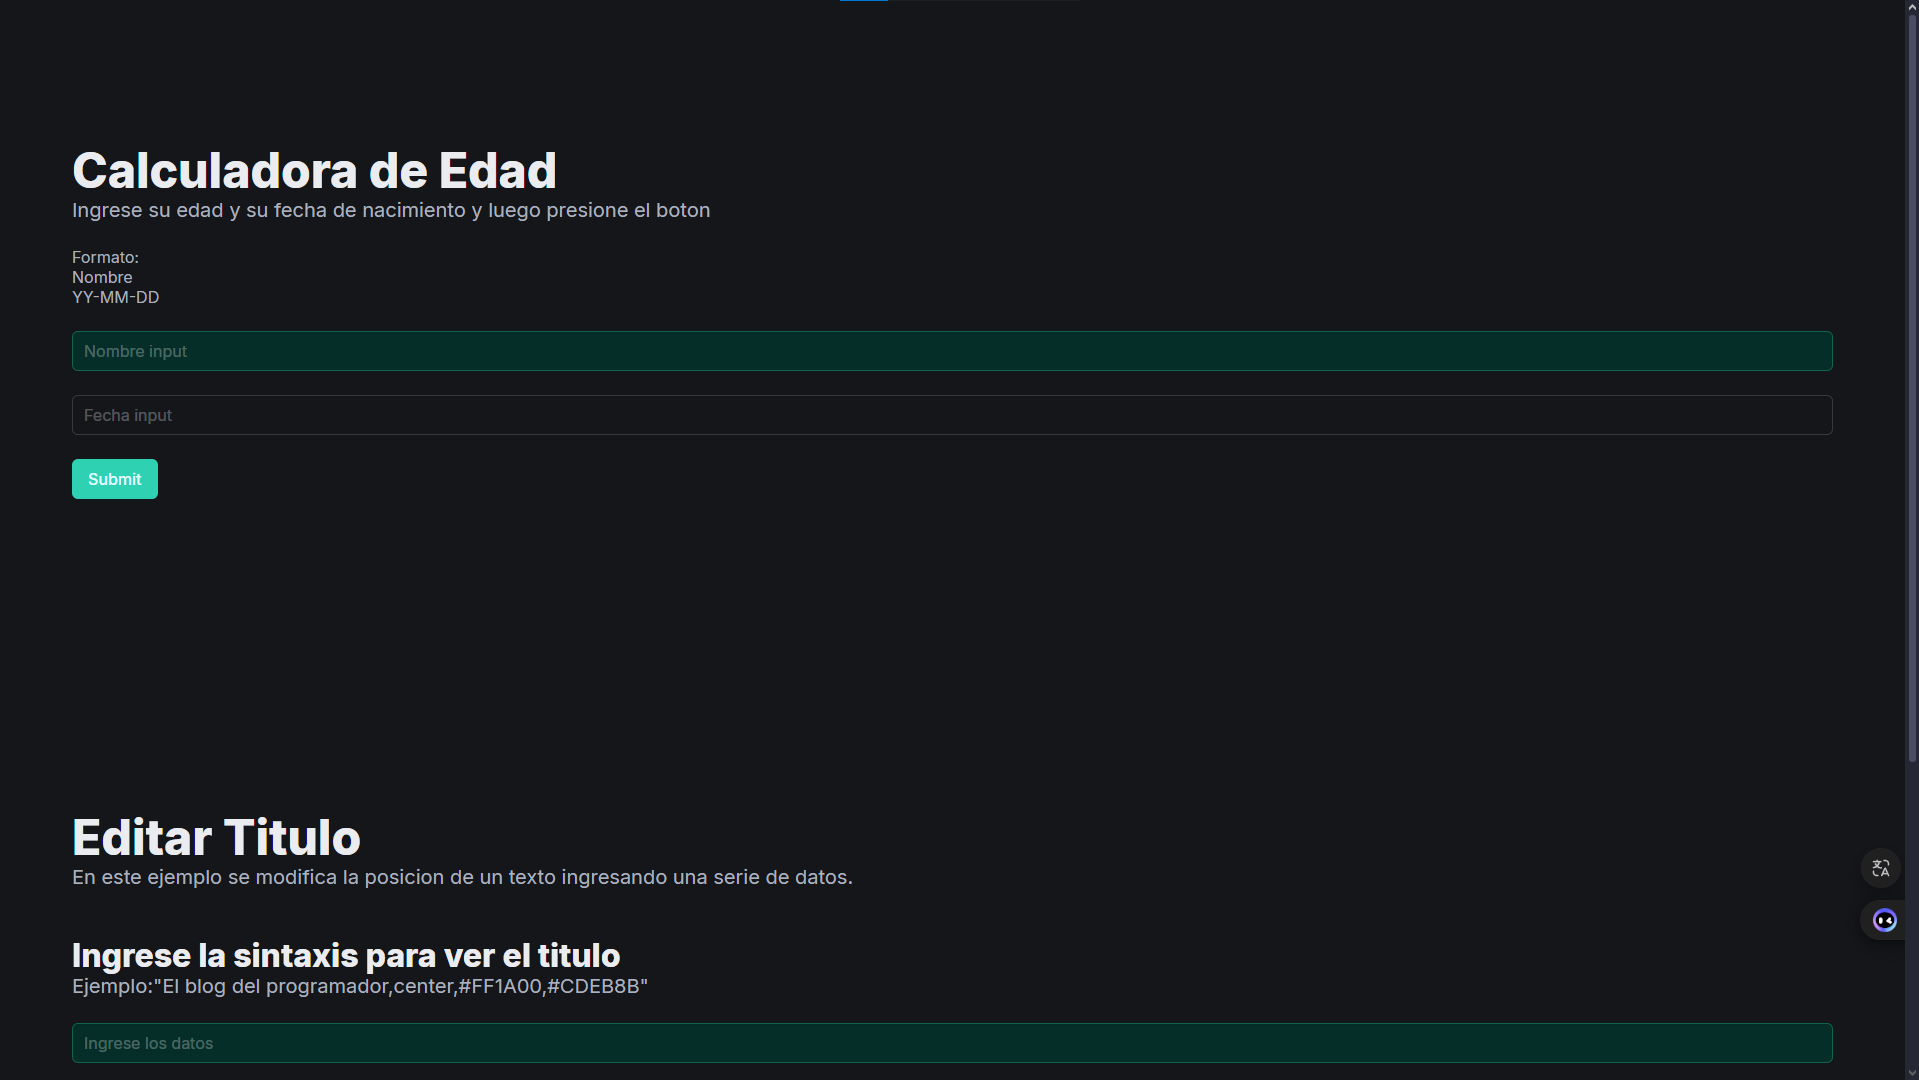 Calculadora de Edad
Ingrese su edad y su fecha de nacimiento y luego presione el boton
Formato:
Nombre
YY-MM-DD
Nombre input
Fecha input
Submit
Editar Titulo
En este ejemplo se modifica la posicion de un texto ingresando una serie de datos.
Ingrese la sintaxis para ver el titulo
Ejemplo:"El blog del programador,center,#FF1A00,#CDEB8B"
Ingrese los datos